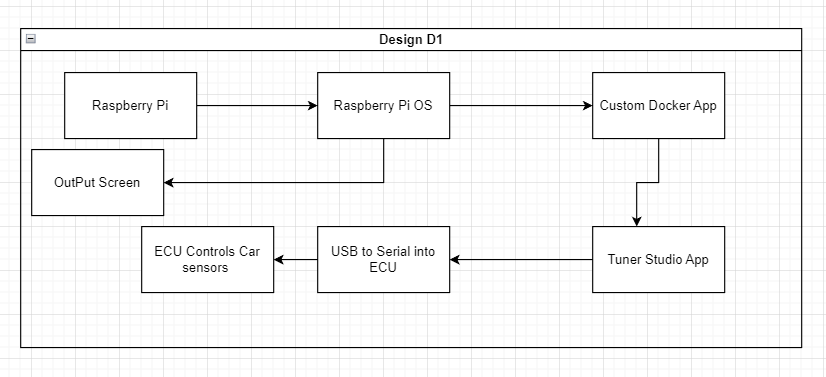 Design D1
Raspberry Pi
Raspberry Pi OS
Custom Docker App
OutPut Screen
ECU Controls Car
sensors
USB to Serial into
ECU
Tuner Studio App